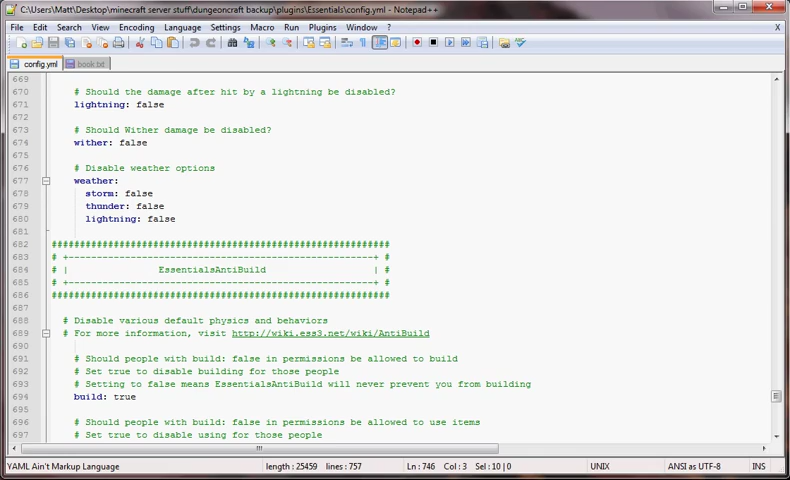 C:\Users\Matt\Desktop\minecraft server stuff\dungeoncraft backup\plugins\Essentials\config.yml - Notepad++
File Edit Search View Encoding Language Settings Macro Run Plugins Window ? X
config.yml book.txt
669
670 # Should the damage after hit by a lightning be disabled?
671 lightning: false
672
673 # Should Wither damage be disabled?
674 wither: false
675
676 # Disable weather options
677 weather:
678 storm: false
679 thunder: false
680 lightning: false
681
682 ############################################################
683 # +------------------------------------------------------+ #
684 # | EssentialsAntiBuild | #
685 # +------------------------------------------------------+ #
686 ############################################################
687
688 # Disable various default physics and behaviors
689 # For more information, visit http://wiki.ess3.net/wiki/AntiBuild
690
691 # Should people with build: false in permissions be allowed to build
692 # Set true to disable building for those people
693 # Setting to false means EssentialsAntiBuild will never prevent you from building
694 build: true
695
696 # Should people with build: false in permissions be allowed to use items
697 # Set true to disable using for those people
YAML Ain't Markup Language length : 25459 lines : 757 Ln : 746 Col : 3 Sel : 10 | 0 UNIX ANSI as UTF-8 INS